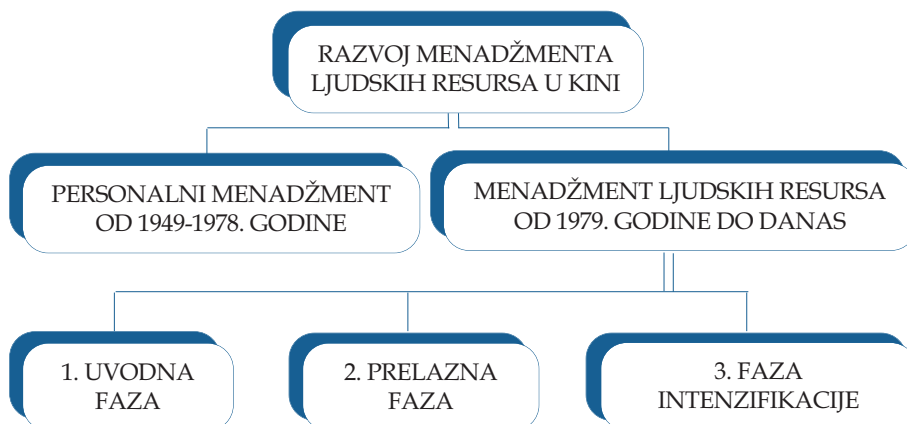 RAZVOJ MENADŽMENTA
LJUDSKIH RESURSA U KINI
PERSONALNI MENADŽMENT
OD 1949-1978. GODINE
MENADŽMENT LJUDSKIH RESURSA
OD 1979. GODINE DO DANAS
1. UVODNA
FAZA
2. PRELAZNA
FAZA
3. FAZA
INTENZIFIKACIJE